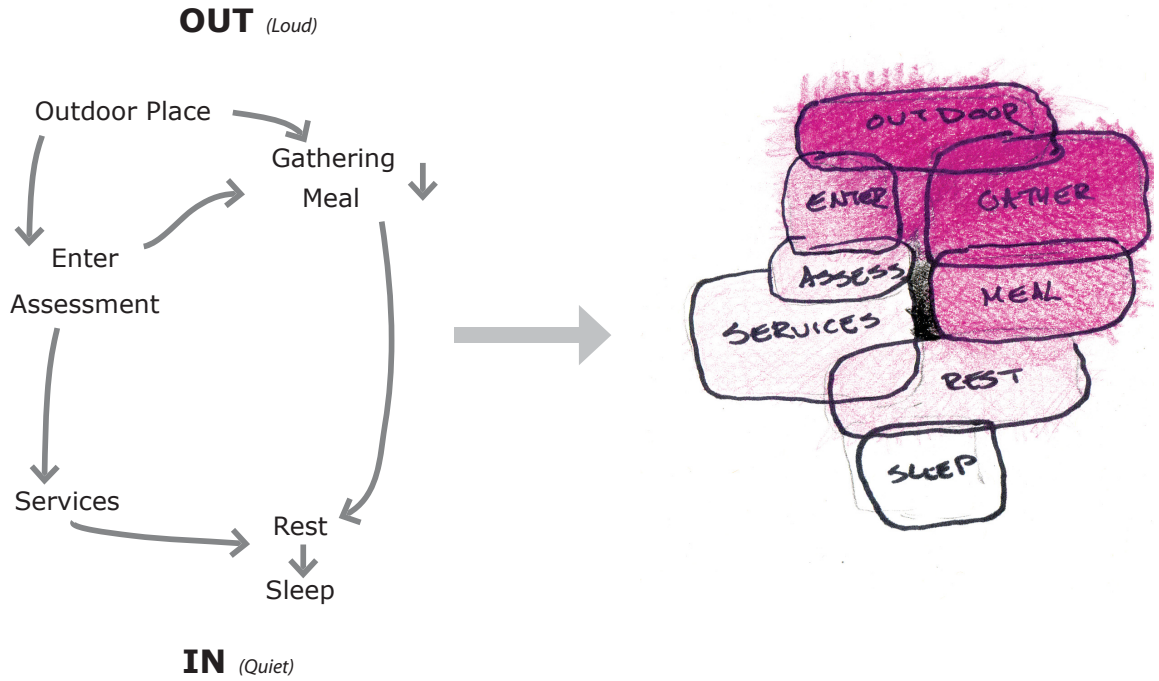 OUT (Loud)
Outdoor Place
Gathering
Meal
Enter
Assessment
Services
Rest
Sleep
IN (Quiet)
OUTDOOR
ENTER
GATHER
ASSESS
MEAL
SERVICES
REST
SLEEP